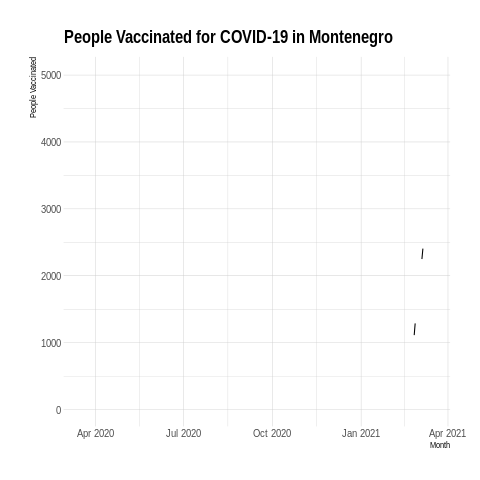 People Vaccinated for COVID-19 in Montenegro
People Vaccinated
5000
4000
3000
2000
1000
0
Apr 2020 Jul 2020 Oct 2020 Jan 2021 Apr 2021
Month